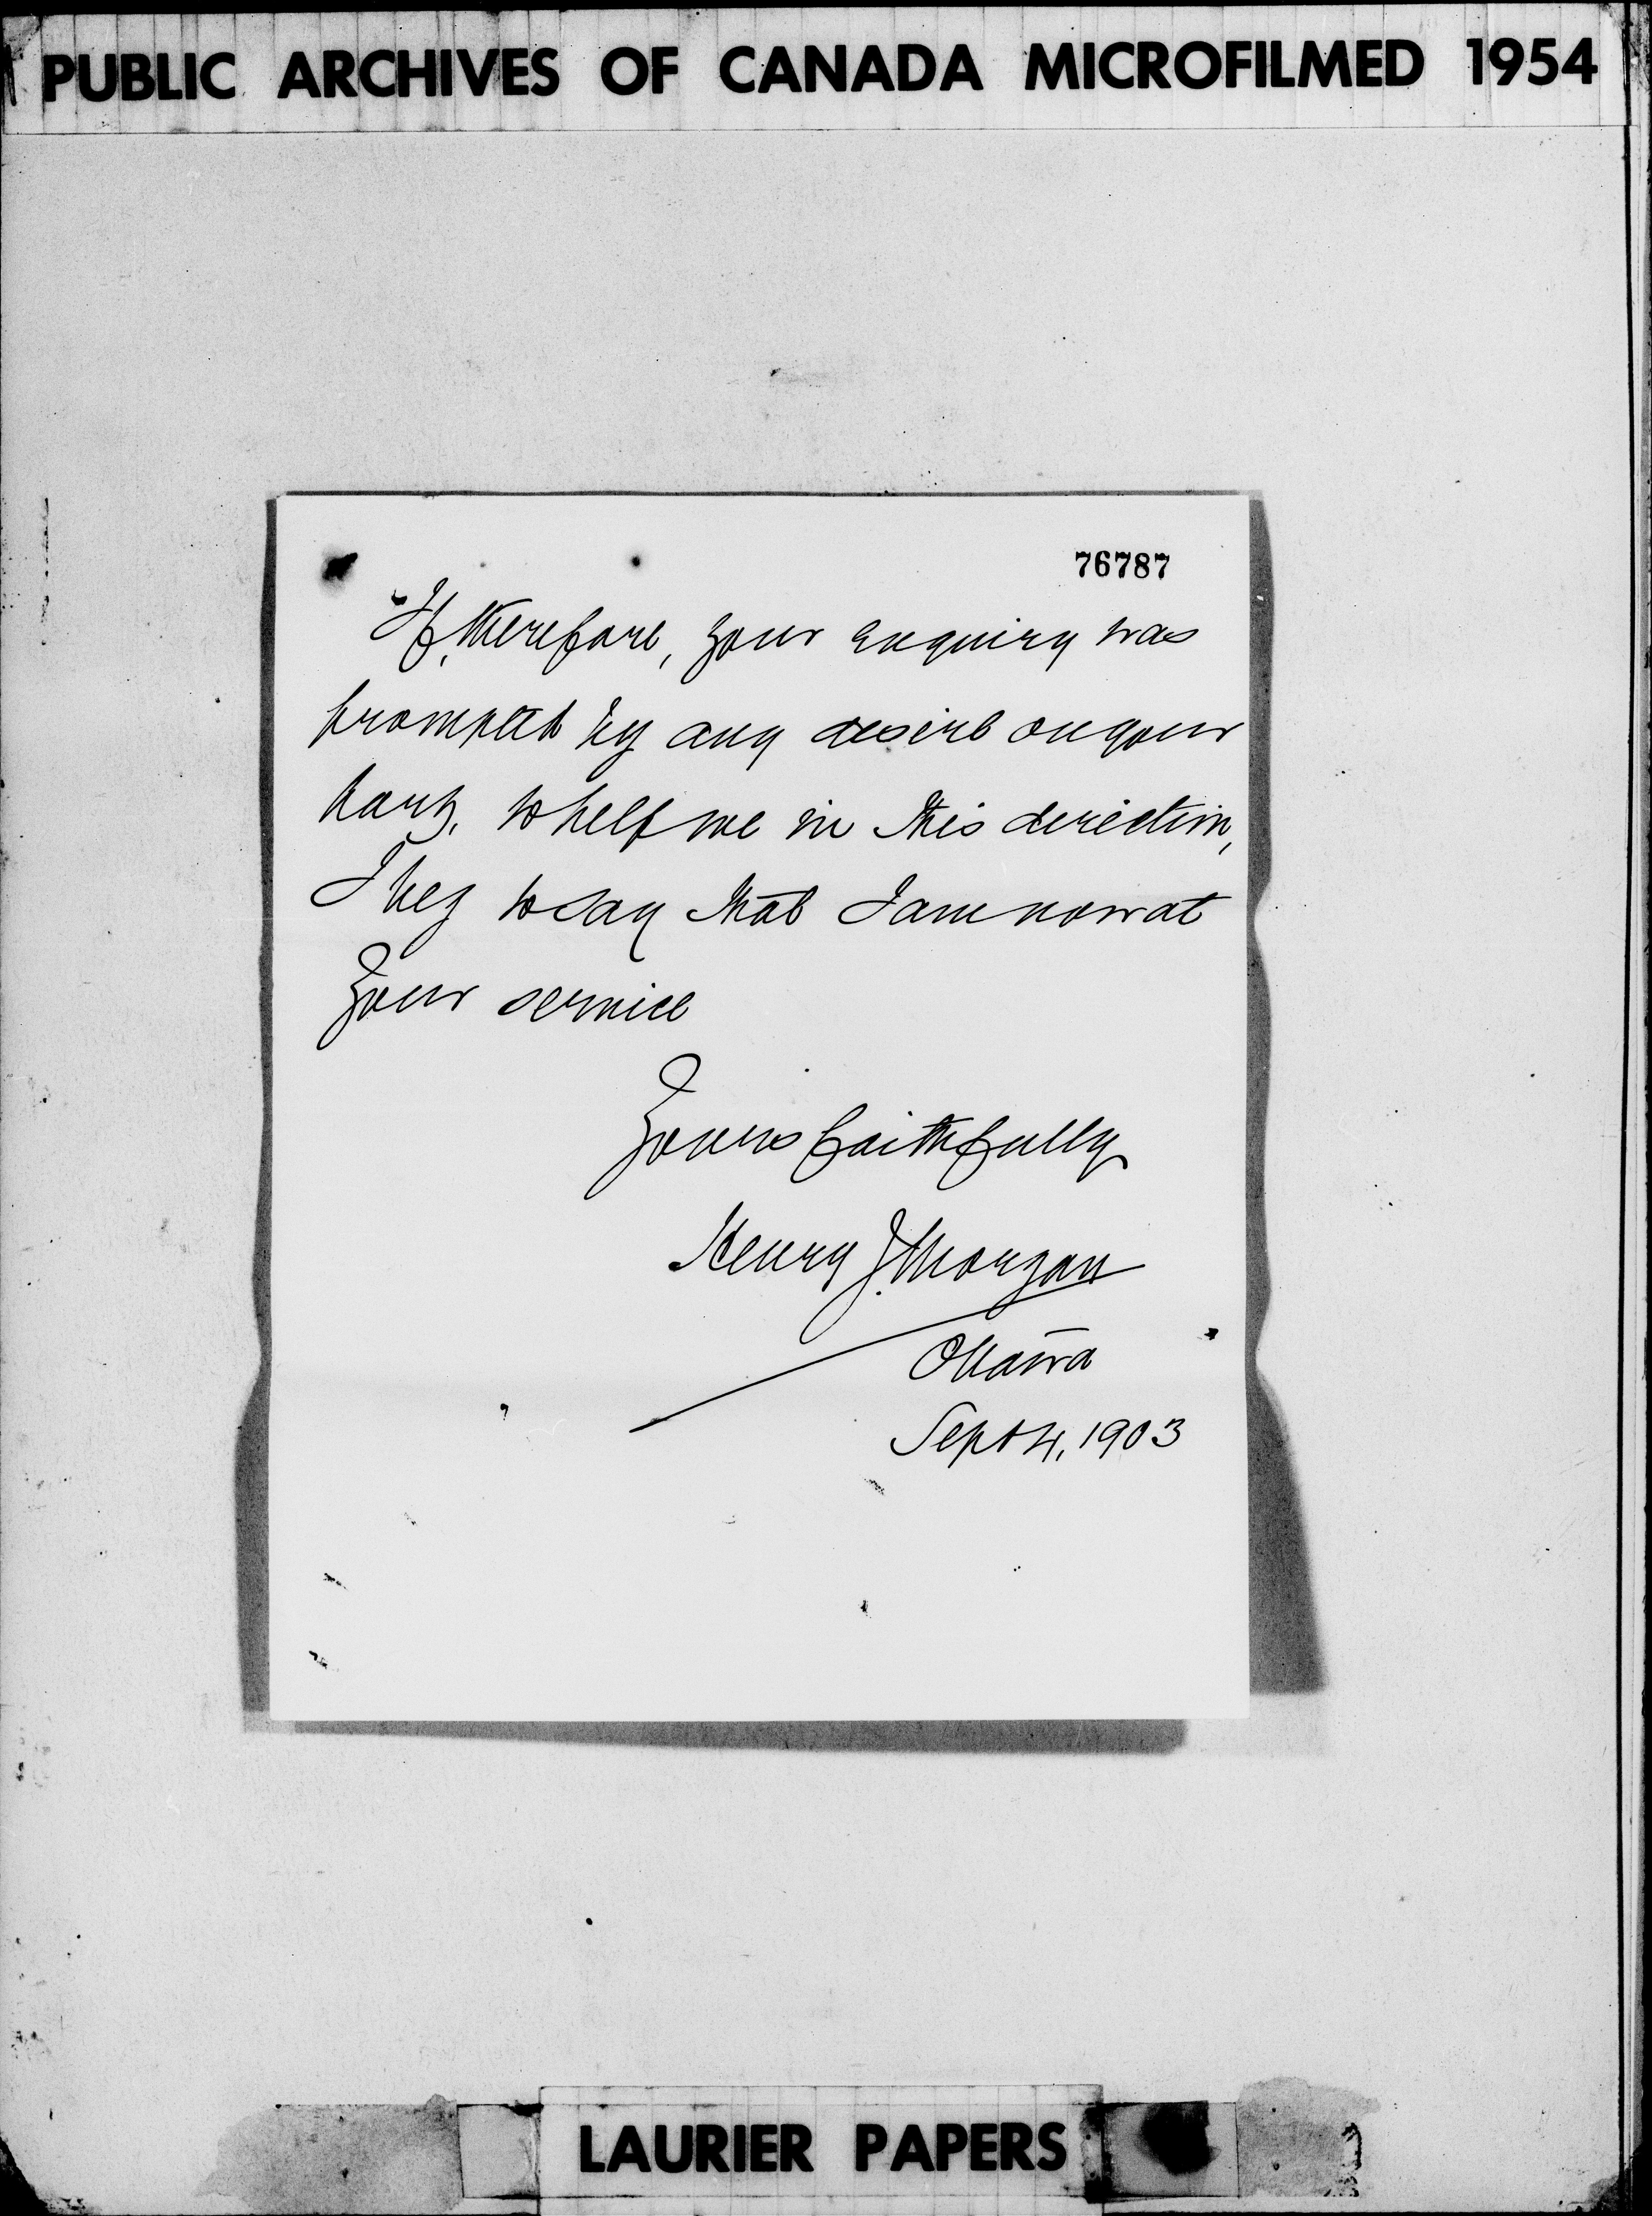 PUBLIC ARCHIVES OF CANADA MICROFILMED 1954
76787
If, therefore, your enquiry was
prompted by any desire on your
part, to help me in this direction,
I beg to say that I am now at
your service
Yours faithfully
Henry J. Morgan
Ottawa
Sept 4, 1903
LAURIER PAPERS